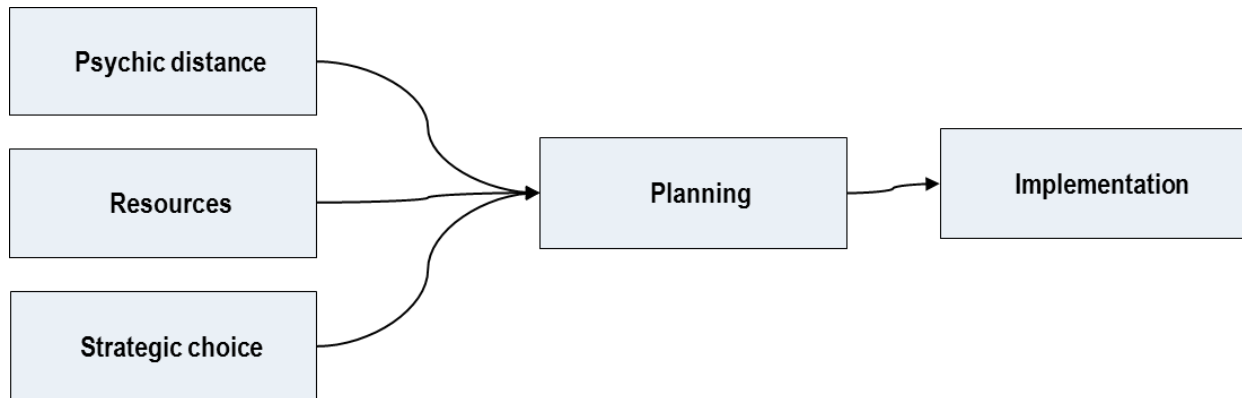 Psychic distance
Resources
Strategic choice
Planning
Implementation